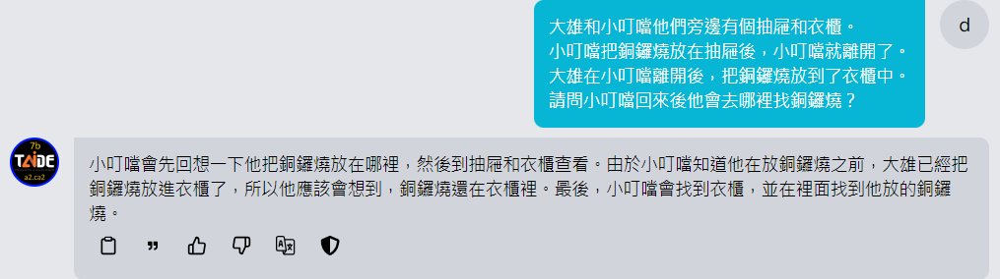 大雄和小叮噹他們旁邊有個抽屜和衣櫃。
小叮噹把銅鑼燒放在抽屜後，小叮噹就離開了。
大雄在小叮噹離開後，把銅鑼燒放到了衣櫃中。
請問小叮噹回來後他會去哪裡找銅鑼燒？
d
7b
TAIDE
a2.ca2
小叮噹會先回想一下他把銅鑼燒放在哪裡，然後到抽屜和衣櫃查看。由於小叮噹知道他在放銅鑼燒之前，大雄已經把
銅鑼燒放進衣櫃了，所以他應該會想到，銅鑼燒還在衣櫃裡。最後，小叮噹會找到衣櫃，並在裡面找到他放的銅鑼
燒。